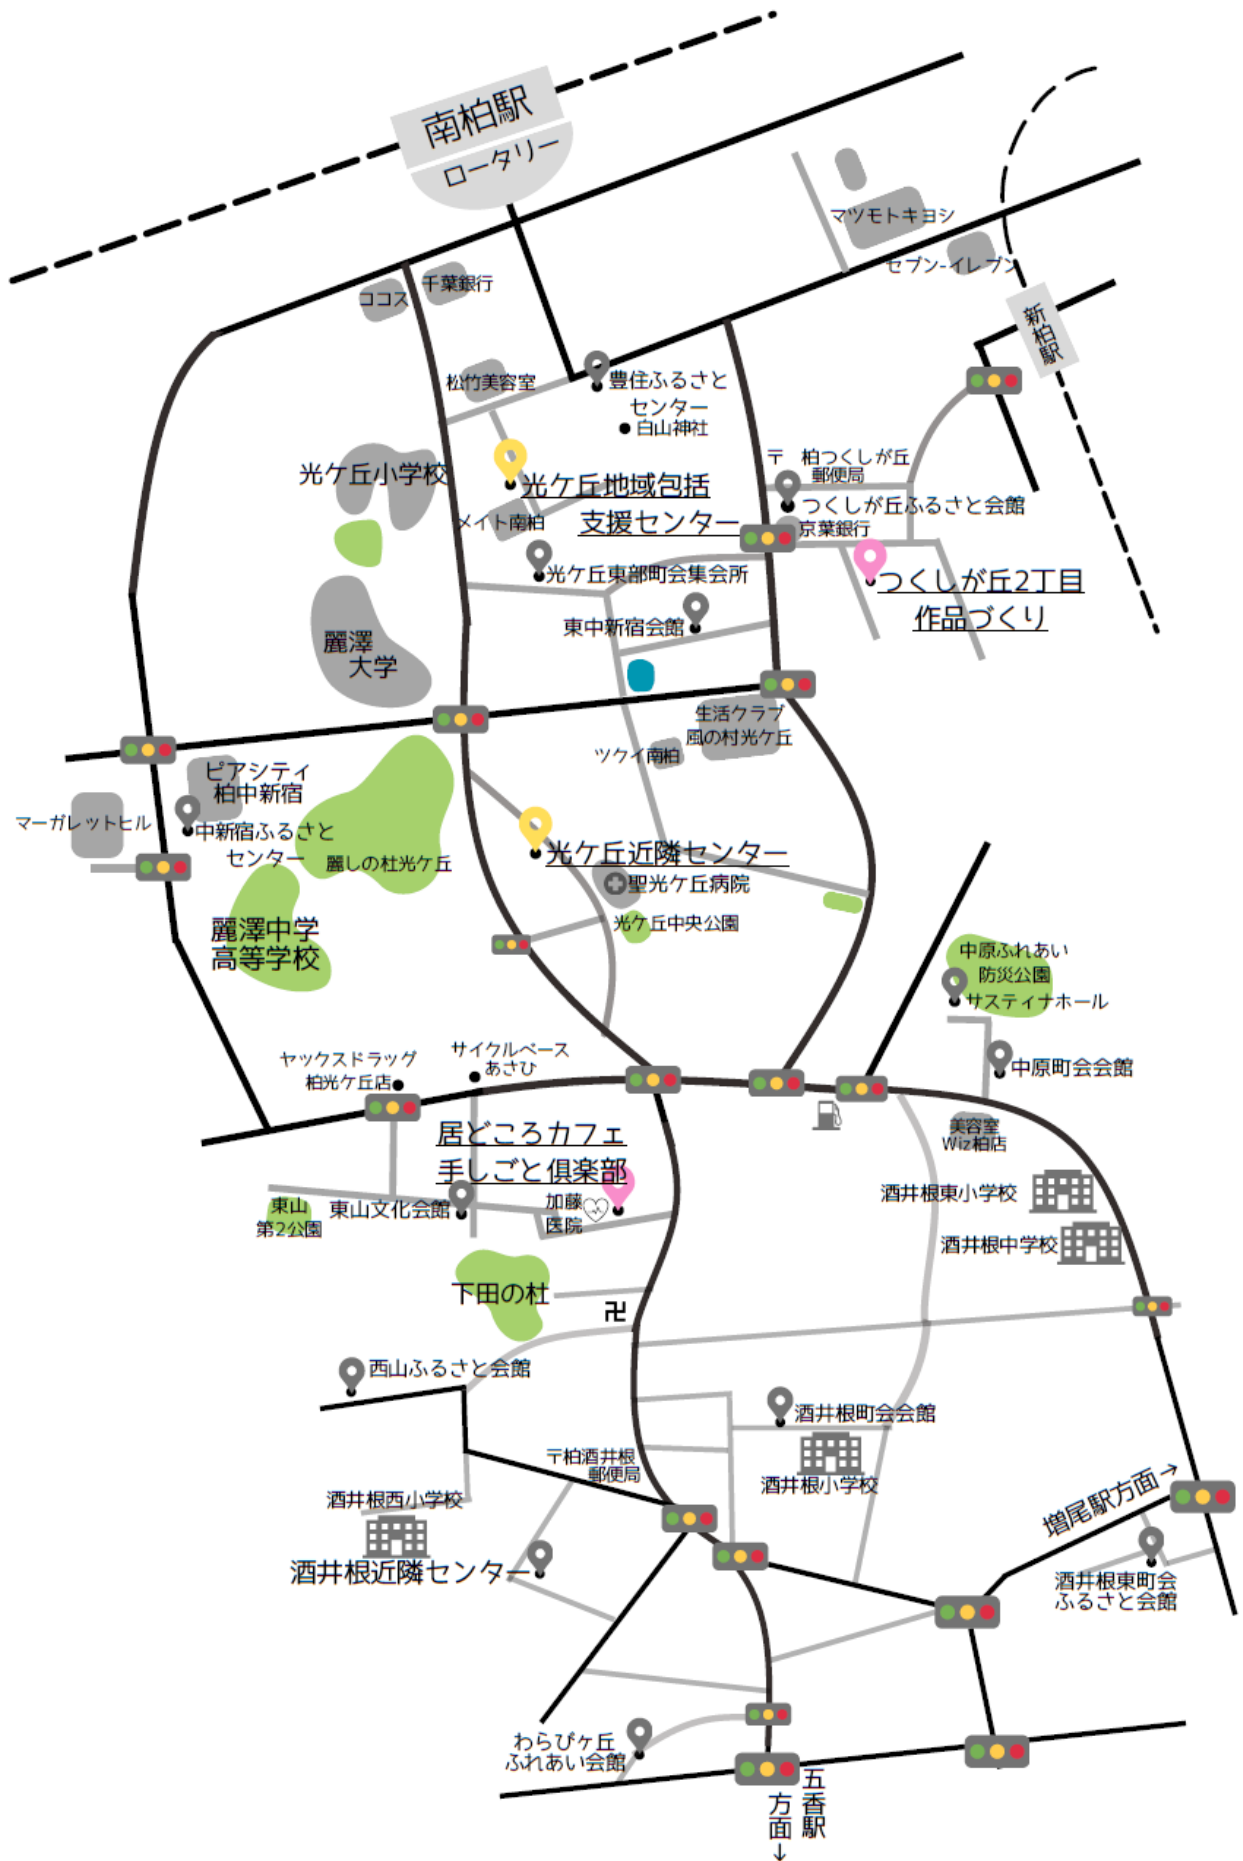 南柏駅
ロータリー
マツモトキヨシ
セブン-イレブン
新柏駅
千葉銀行
ココス
松竹美容室
豊住ふるさと
センター
白山神社
光ケ丘小学校
光ケ丘地域包括
支援センター
メイト南柏
〒 柏つくしが丘
郵便局
つくしが丘ふるさと会館
京葉銀行
光ケ丘東部町会集会所
つくしが丘2丁目
作品づくり
東中新宿会館
麗澤
大学
生活クラブ
風の村光ケ丘
ツクイ南柏
ピアシティ
柏中新宿
マーガレットヒル
中新宿ふるさと
センター
麗しの杜光ケ丘
光ケ丘近隣センター
聖光ケ丘病院
光ケ丘中央公園
麗澤中学
高等学校
中原ふれあい
防災公園
サスティナホール
中原町会会館
ヤックスドラッグ
柏光ケ丘店
サイクルベース
あさひ
居どころカフェ
手しごと倶楽部
美容室
Wiz柏店
酒井根東小学校
酒井根中学校
東山
第2公園
東山文化会館
加藤
医院
下田の杜
卍
西山ふるさと会館
酒井根町会会館
酒井根小学校
〒柏酒井根
郵便局
酒井根西小学校
酒井根近隣センター
増尾駅方面→
酒井根東町会
ふるさと会館
わらびヶ丘
ふれあい会館
五香駅
方面→